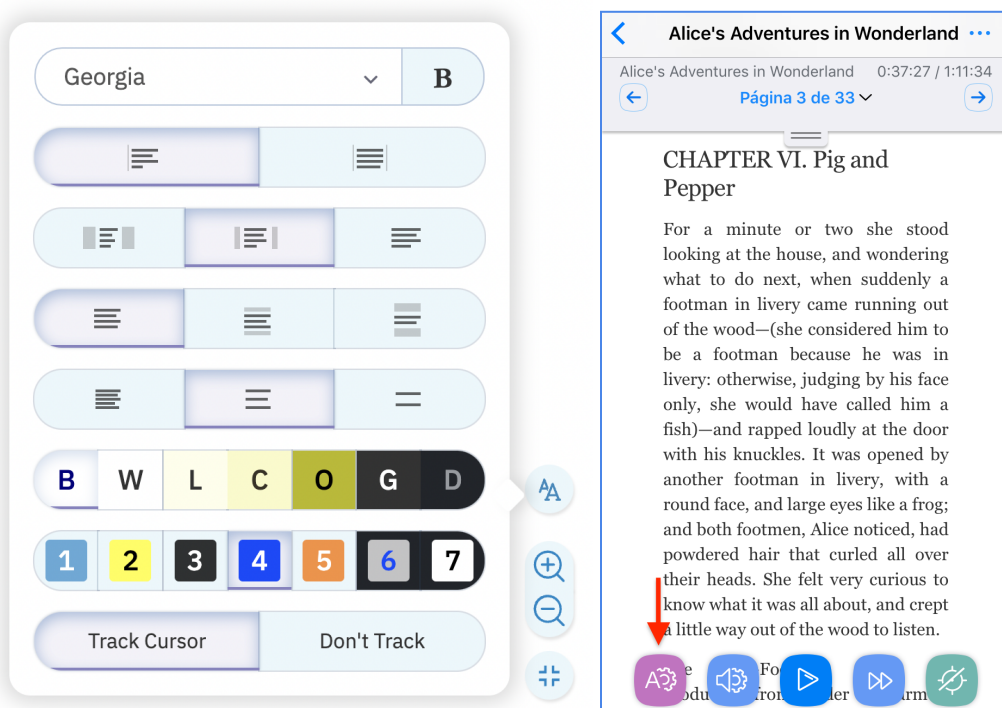 Georgia
B
B W L C O G D
1 2 3 4 5 6 7
Track Cursor Don't Track
AA
Alice's Adventures in Wonderland
Alice's Adventures in Wonderland 0:37:27 / 1:11:34
Página 3 de 33
CHAPTER VI. Pig and
Pepper
For a minute or two she stood
looking at the house, and wondering
what to do next, when suddenly a
footman in livery came running out
of the wood—(she considered him to
be a footman because he was in
livery: otherwise, judging by his face
only, she would have called him a
fish)—and rapped loudly at the door
with his knuckles. It was opened by
another footman in livery, with a
round face, and large eyes like a frog;
and both footmen, Alice noticed, had
powdered hair that curled all over
their heads. She felt very curious to
know what it was all about, and crept
a little way out of the wood to listen.
A